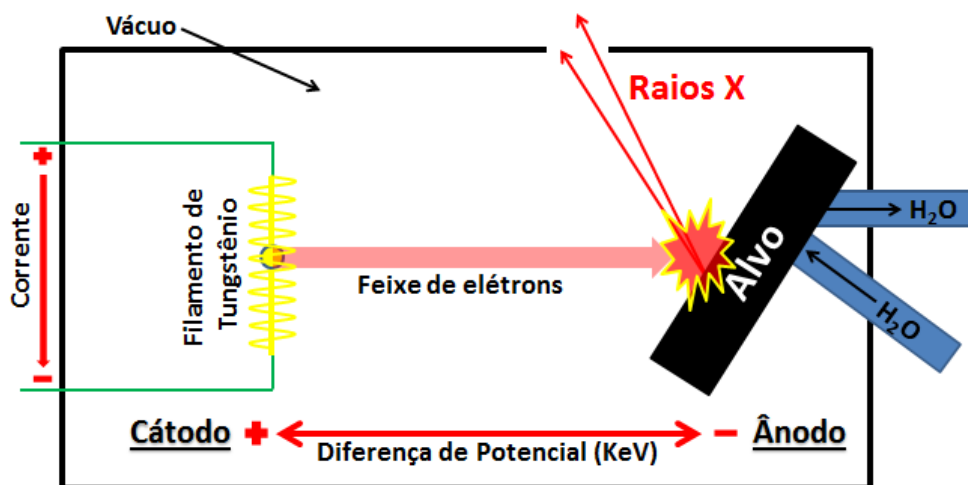 Vácuo
Raios X
+
Corrente
−
Filamento de
Tungstênio
Feixe de elétrons
Alvo
H₂O
H₂O
Cátodo + − Ânodo
Diferença de Potencial (KeV)